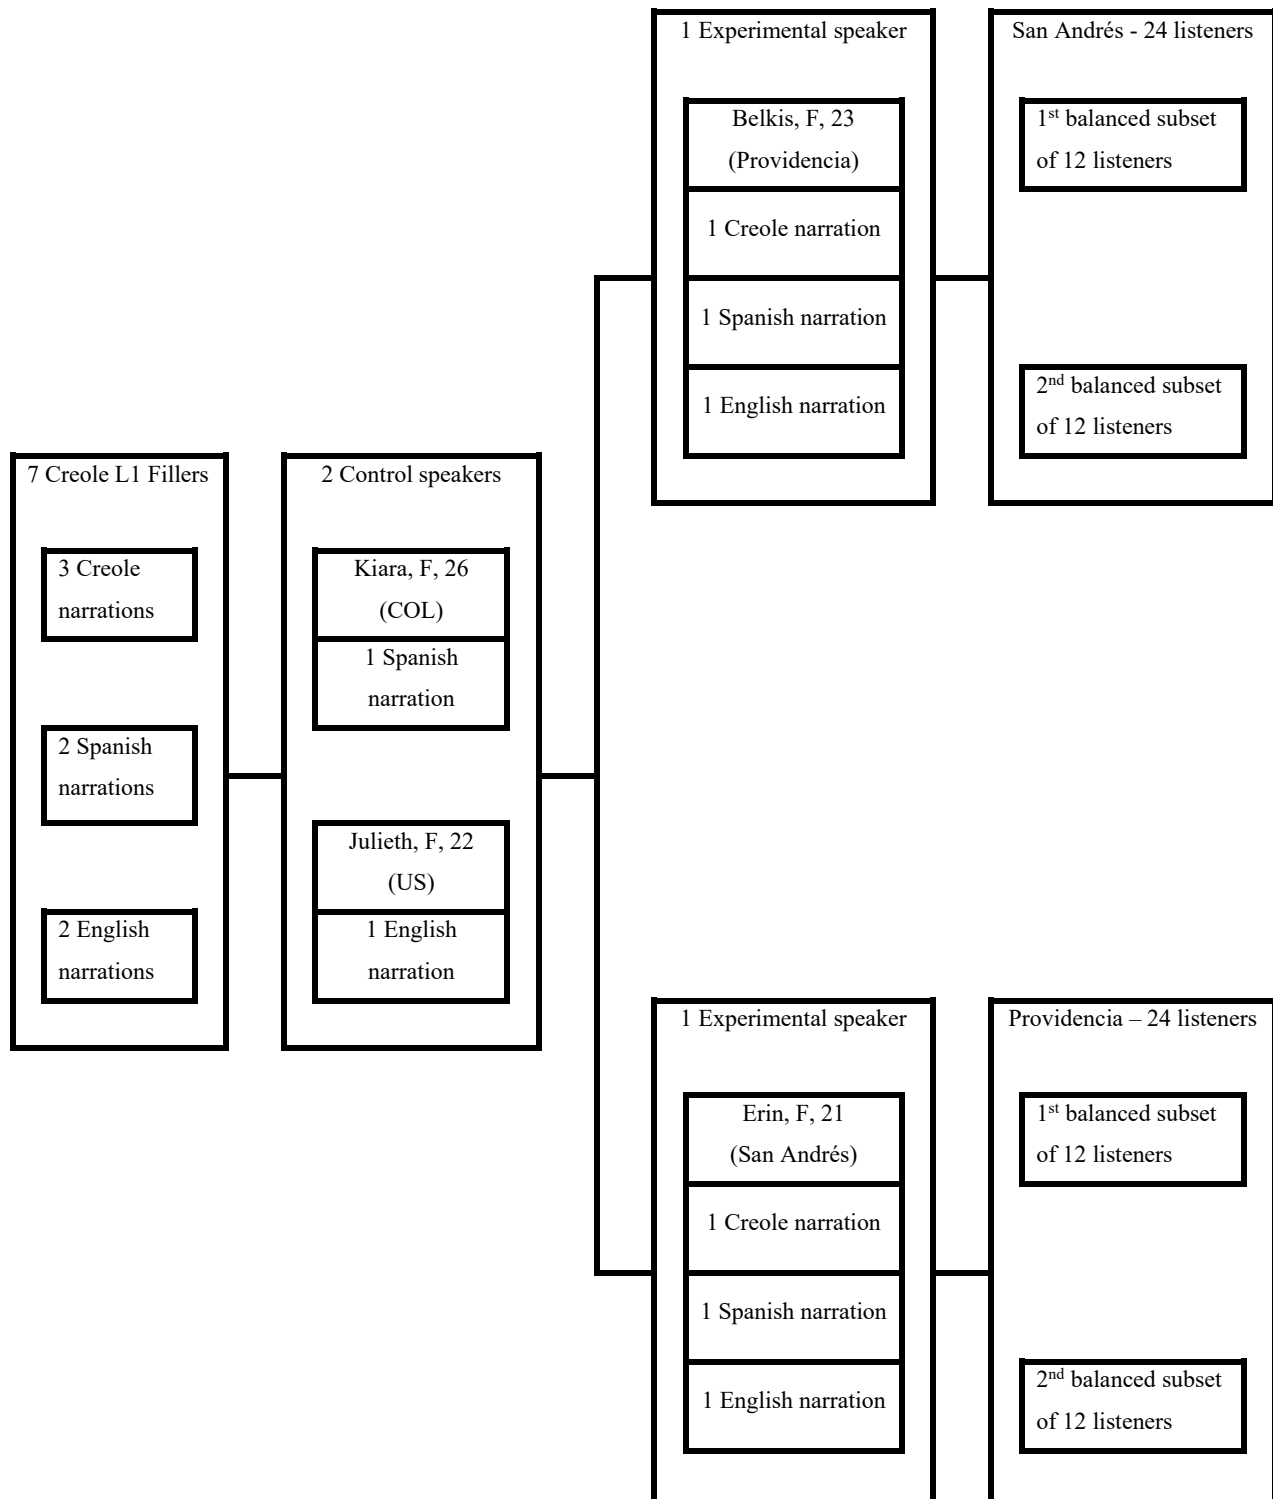 7 Creole L1 Fillers
3 Creole
narrations
2 Spanish
narrations
2 English
narrations
2 Control speakers
Kiara, F, 26
(COL)
1 Spanish
narration
Julieth, F, 22
(US)
1 English
narration
1 Experimental speaker
Belkis, F, 23
(Providencia)
1 Creole narration
1 Spanish narration
1 English narration
San Andrés - 24 listeners
1st balanced subset
of 12 listeners
2nd balanced subset
of 12 listeners
1 Experimental speaker
Erin, F, 21
(San Andrés)
1 Creole narration
1 Spanish narration
1 English narration
Providencia – 24 listeners
1st balanced subset
of 12 listeners
2nd balanced subset
of 12 listeners